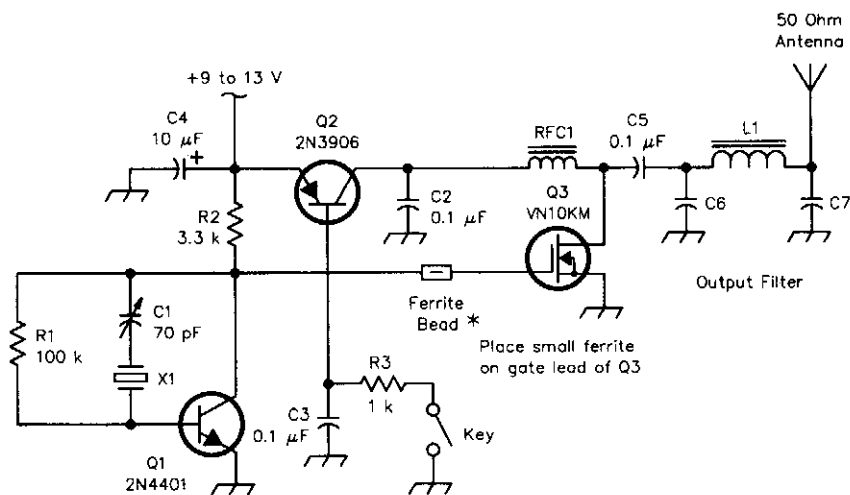 50 Ohm
Antenna
+9 to 13 V
C4
10 µF
+
Q2
2N3906
RFC1
C5
0.1 µF
L1
C2
0.1 µF
Q3
VN10KM
C6
C7
R2
3.3 k
Output Filter
Ferrite
Bead *
Place small ferrite
on gate lead of Q3
C1
70 pF
R1
100 k
X1
R3
1 k
C3
0.1 µF
Key
Q1
2N4401